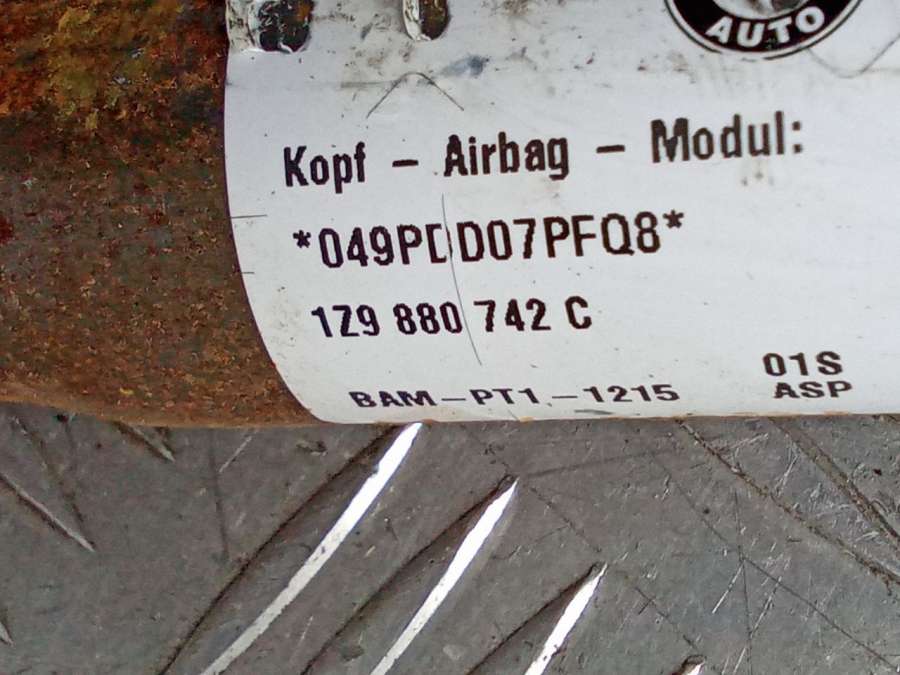 AUTO
Kopf - Airbag - Modul:
*049PDD07PFQ8*
1Z9 880 742 C
01S
BAM-PT1.-1215 ASP